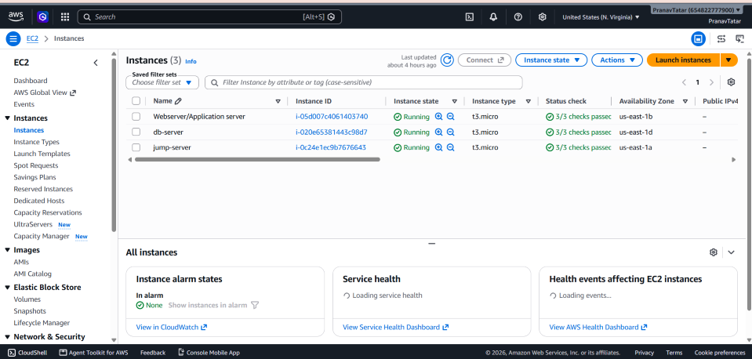 aws
Search
[Alt+S]
United States (N. Virginia)
PranavTatar (654822777900)
PranavTatar
EC2 > Instances
EC2
Dashboard
AWS Global View
Events
Instances
Instances
Instance Types
Launch Templates
Spot Requests
Savings Plans
Reserved Instances
Dedicated Hosts
Capacity Reservations
UltraServers New
Capacity Manager New
Images
AMIs
AMI Catalog
Elastic Block Store
Volumes
Snapshots
Lifecycle Manager
Network & Security
Instances (3) Info
Last updated
about 4 hours ago
Connect
Instance state
Actions
Launch instances
Saved filter sets
Choose filter set
Filter Instance by attribute or tag (case-sensitive)
1
Name Instance ID Instance state Instance type Status check Availability Zone Public IPv4
Webserver/Application server i-05d007c4061403740 Running t3.micro 3/3 checks passec us-east-1b –
db-server i-020e65381443c98d7 Running t3.micro 3/3 checks passec us-east-1d –
jump-server i-0c24e1ec9b7676643 Running t3.micro 3/3 checks passec us-east-1a –
All instances
Instance alarm states
In alarm
None Show instances in alarm
View in CloudWatch
Service health
Loading service health
View Service Health Dashboard
Health events affecting EC2 instances
Loading events...
View AWS Health Dashboard
CloudShell Agent Toolkit for AWS Feedback Console Mobile App © 2026, Amazon Web Services, Inc. or its affiliates. Privacy Terms Cookie preferences